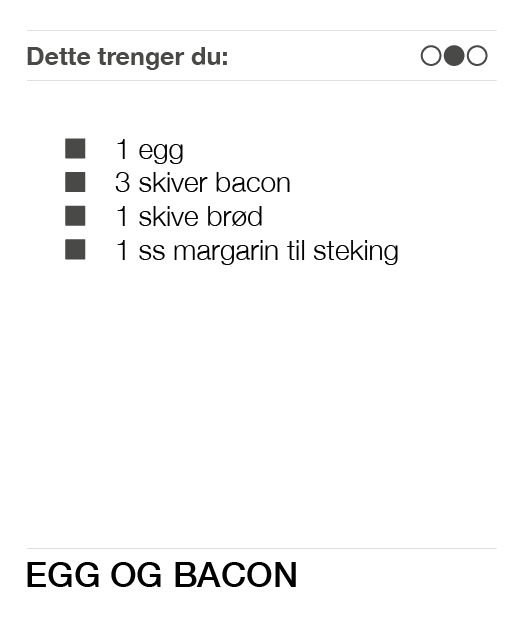 Dette trenger du:
1 egg
3 skiver bacon
1 skive brød
1 ss margarin til steking
EGG OG BACON